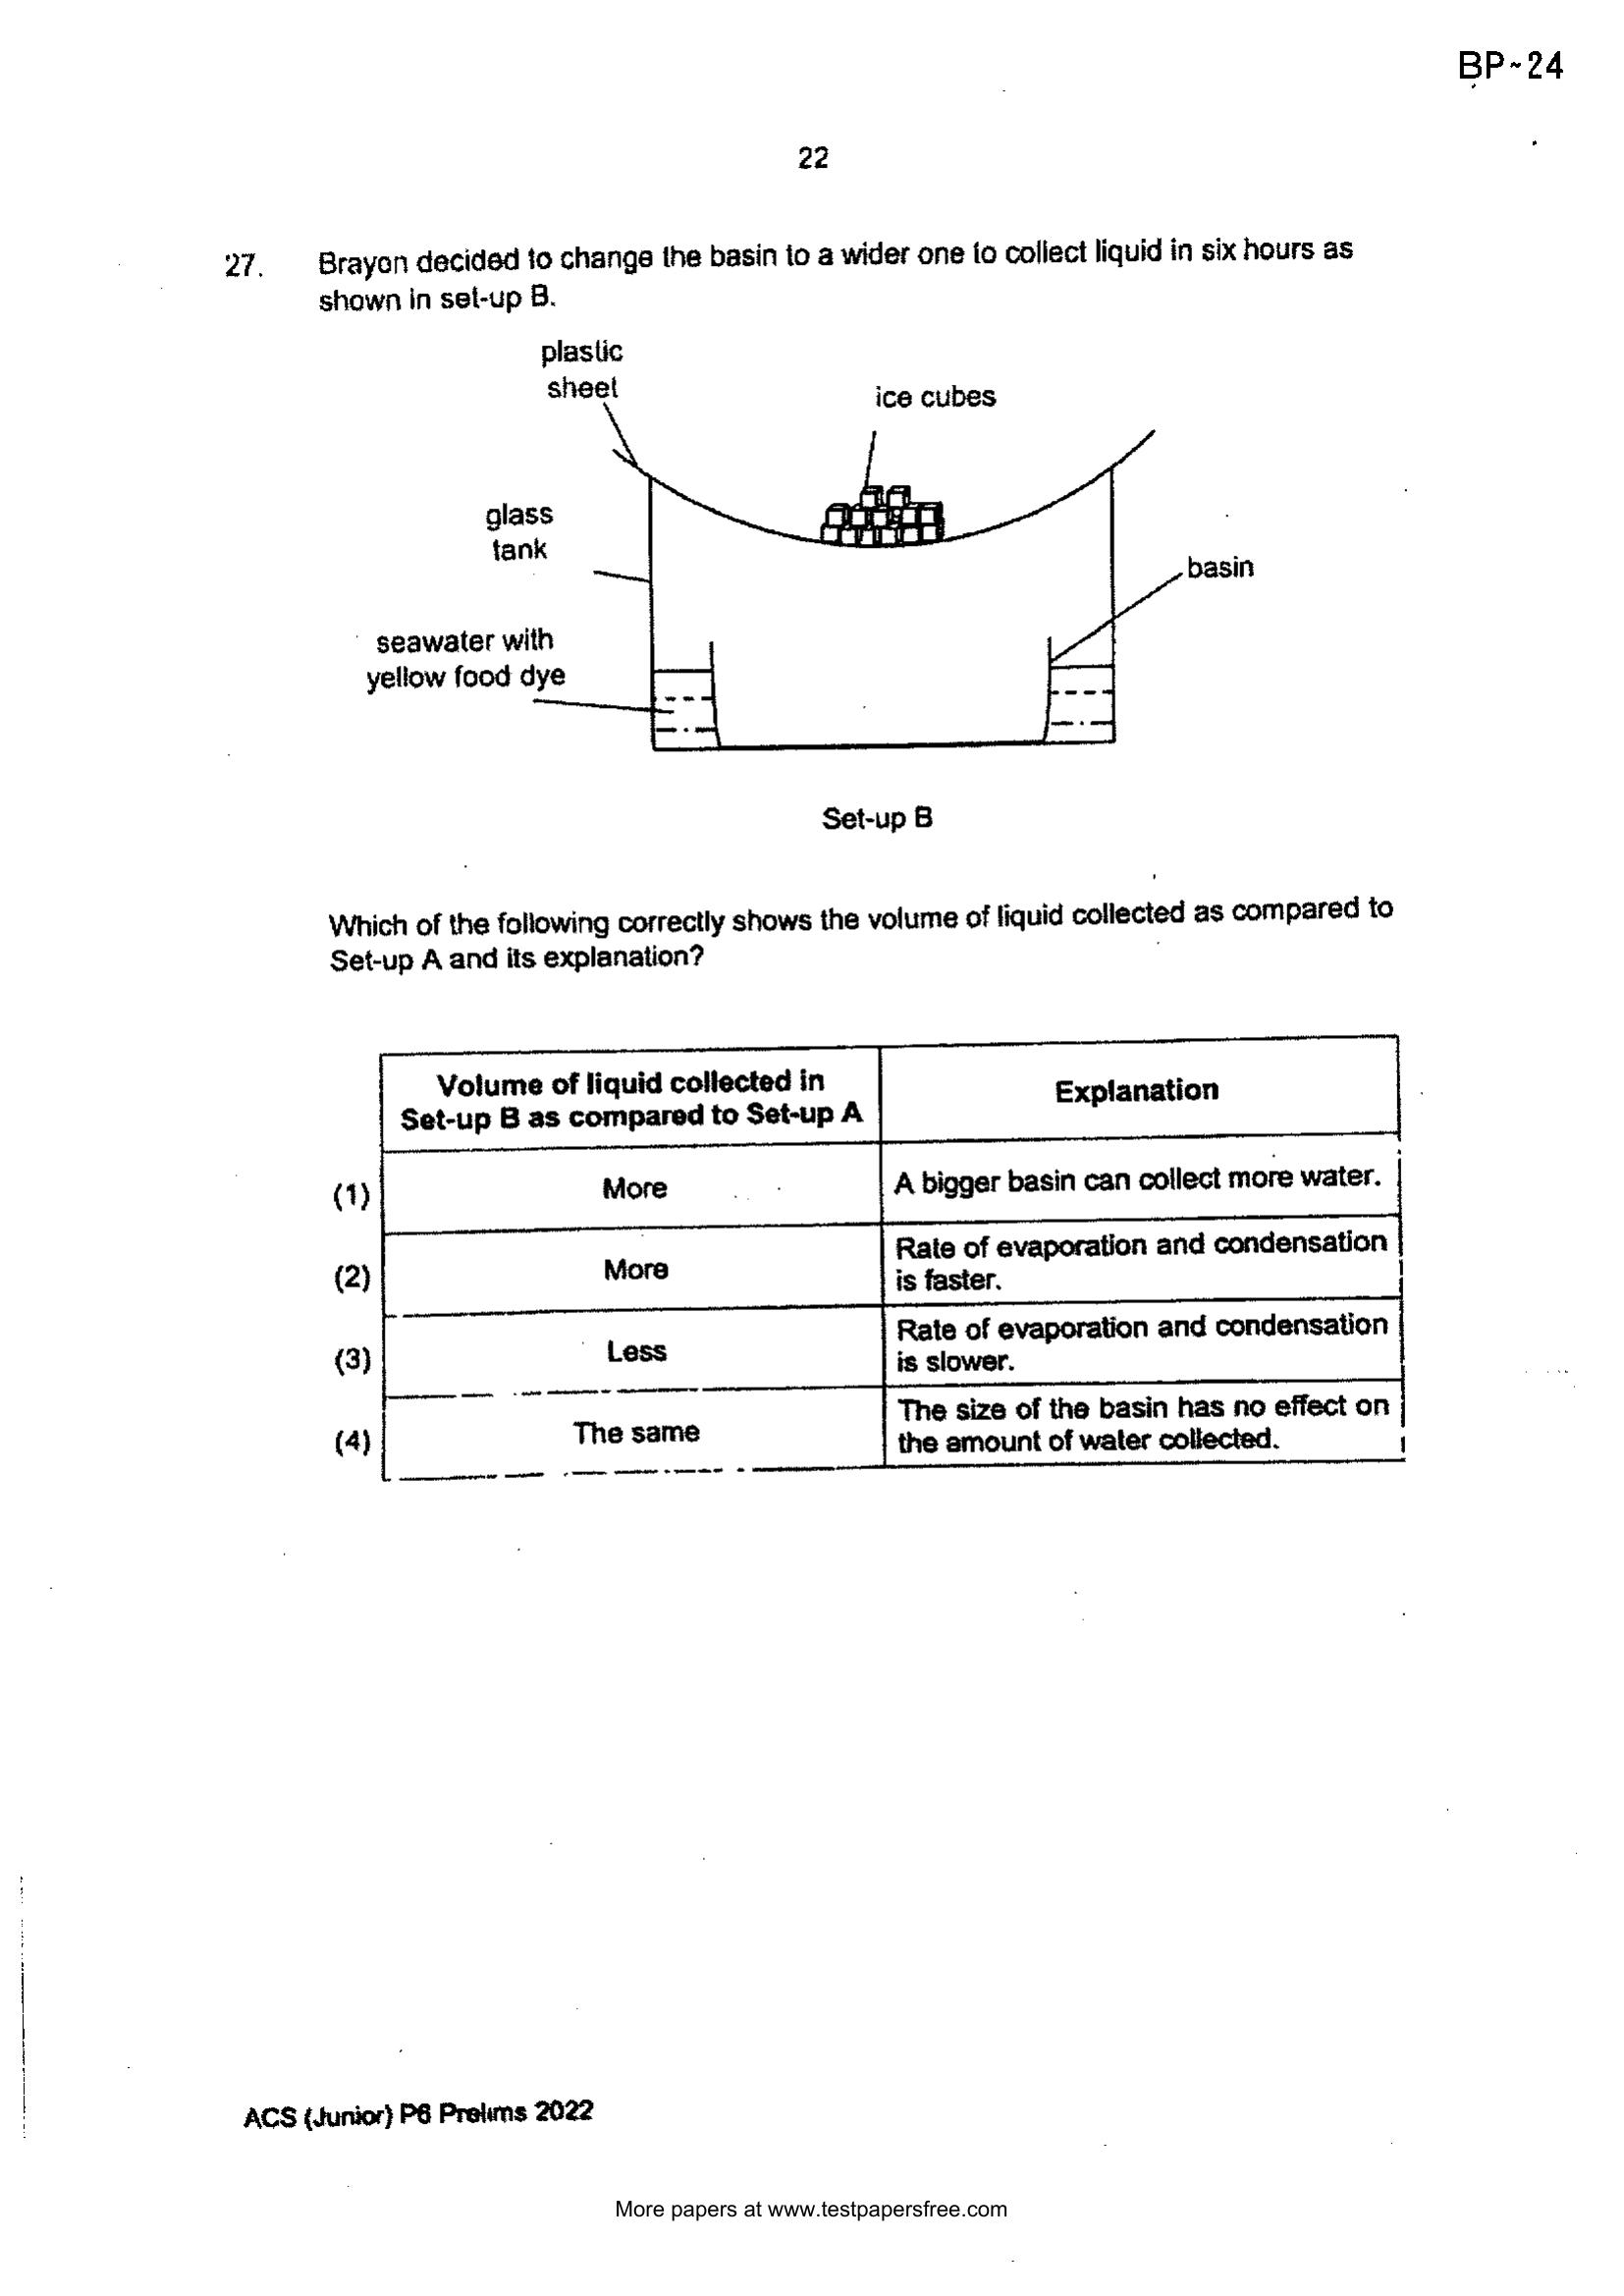 BP-24
22
27. Brayon decided to change the basin to a wider one to collect liquid in six hours as
shown in set-up B.
plastic
sheet
ice cubes
glass
tank
basin
seawater with
yellow food dye
Set-up B
Which of the following correctly shows the volume of liquid collected as compared to
Set-up A and its explanation?
Volume of liquid collected in
Set-up B as compared to Set-up A
Explanation
(1) More A bigger basin can collect more water.
(2) More Rate of evaporation and condensation
is faster.
(3) Less Rate of evaporation and condensation
is slower.
(4) The same The size of the basin has no effect on
the amount of water collected.
ACS (Junior) P6 Prelims 2022
More papers at www.testpapersfree.com